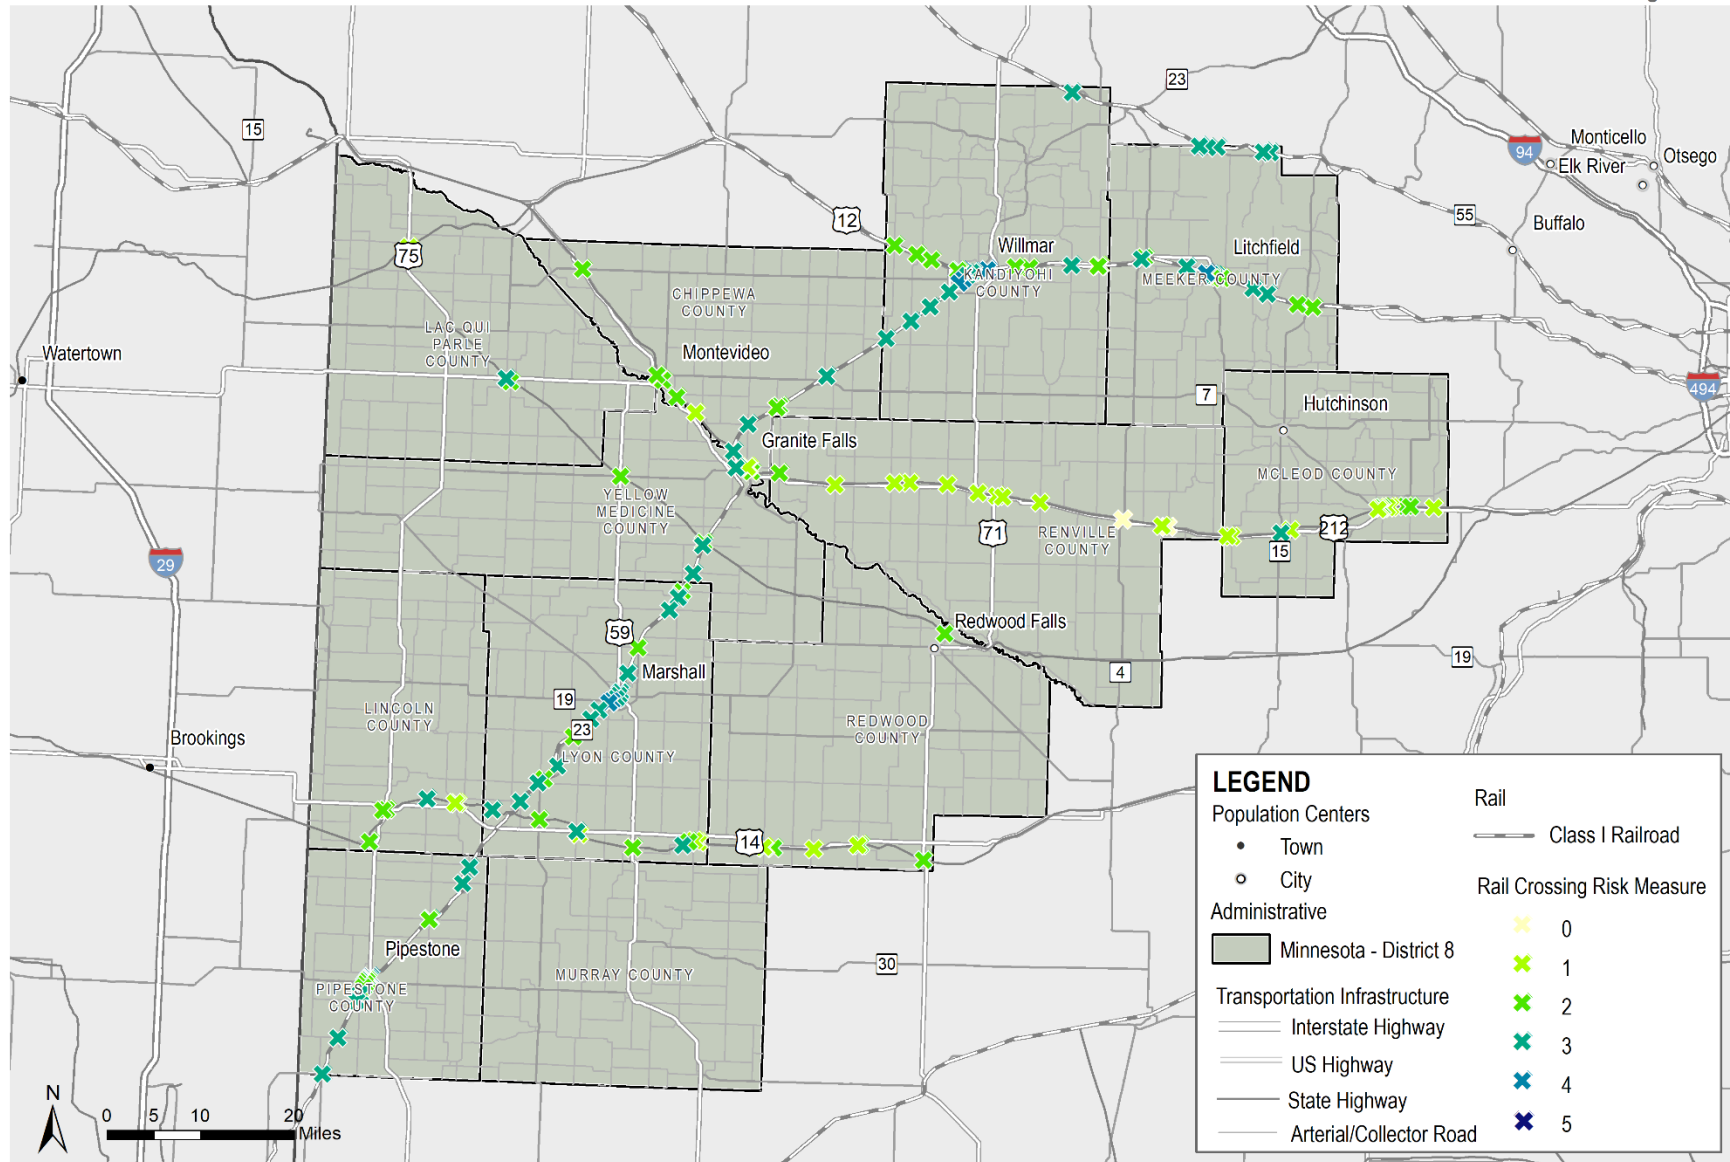 23
15
94
Monticello
Otsego
Elk River
55
12
Buffalo
75
Willmar
Litchfield
KANDIYOHI
COUNTY
MEEKER COUNTY
CHIPPEWA
COUNTY
LAC QUI
PARLE
COUNTY
Watertown
Montevideo
7
494
Hutchinson
Granite Falls
MCLEOD COUNTY
YELLOW
MEDICINE
COUNTY
71
RENVILLE
COUNTY
212
15
29
59
Redwood Falls
19
4
Marshall
19
23
LINCOLN
COUNTY
REDWOOD
COUNTY
Brookings
LYON COUNTY
14
Pipestone
PIPESTONE
COUNTY
MURRAY COUNTY
30
LEGEND
Population Centers
Town
City
Administrative
Minnesota - District 8
Transportation Infrastructure
Interstate Highway
US Highway
State Highway
Arterial/Collector Road
Rail
Class I Railroad
Rail Crossing Risk Measure
0
1
2
3
4
5
N
0 5 10 20
Miles